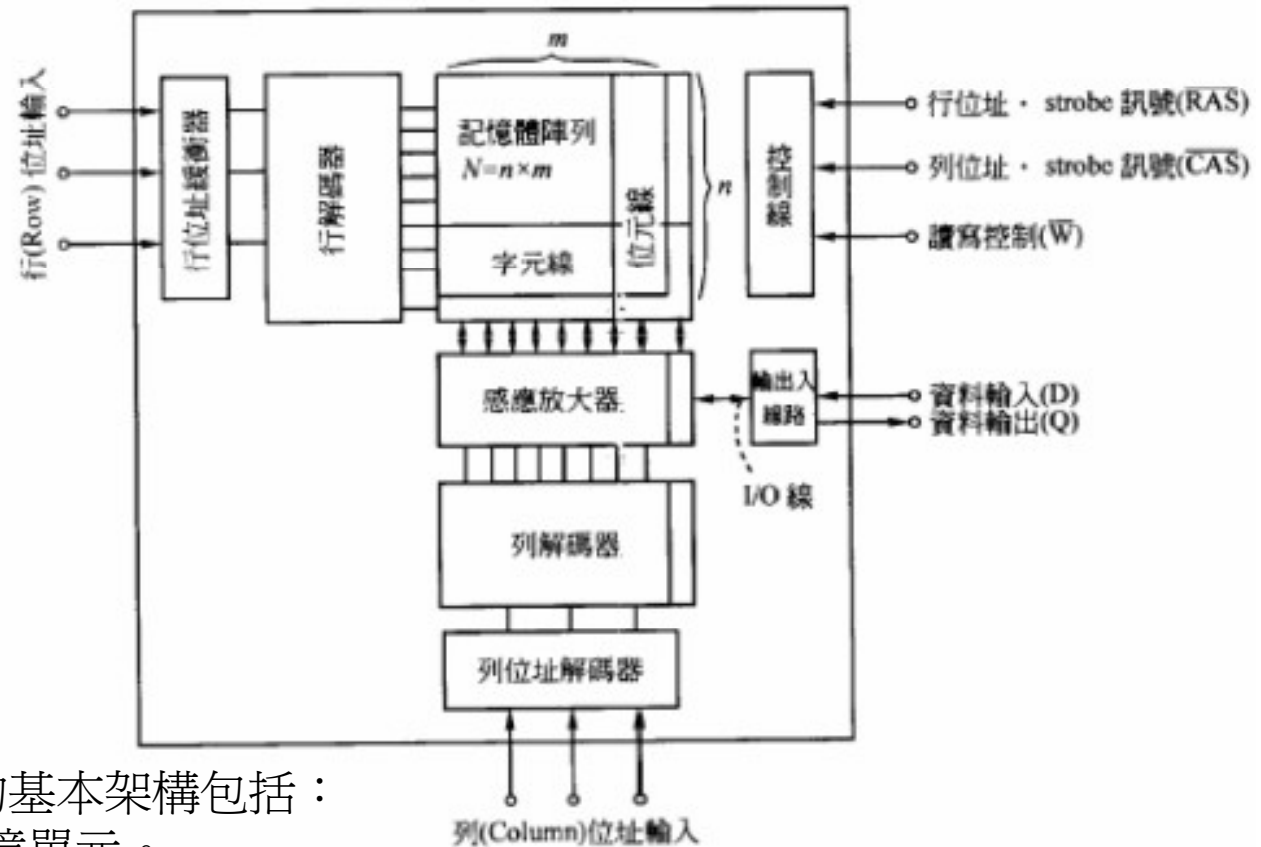 m
行(Row) 位址輸入
行位址緩衝器
行解碼器
記憶體陣列
N=n×m
位元線
字元線
n
控制線
行位址・strobe 訊號(R̅A̅S̅)
列位址・strobe 訊號(C̅A̅S̅)
讀寫控制(W̅)
感應放大器
輸出入
線路
資料輸入(D)
資料輸出(Q)
I/O 線
列解碼器
列位址解碼器
列(Column)位址輸入
的基本架構包括：
憶單元。